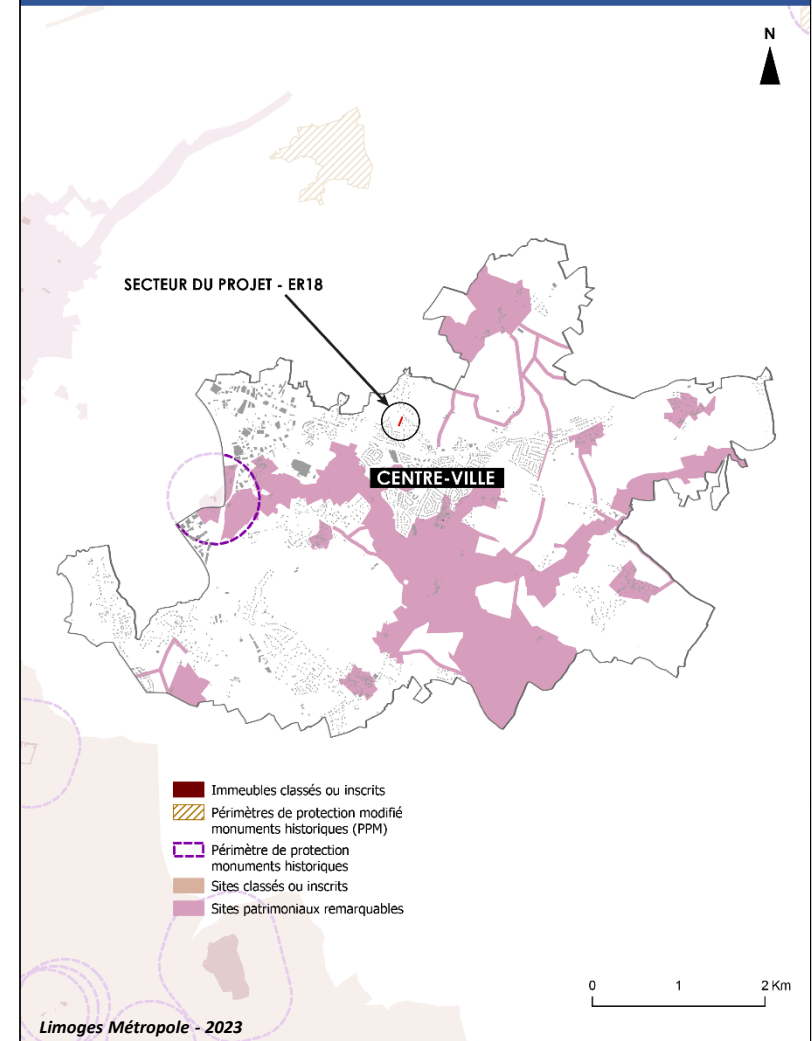 N
SECTEUR DU PROJET - ER18
CENTRE-VILLE
Immeubles classés ou inscrits
Périmètres de protection modifié
monuments historiques (PPM)
Périmètre de protection
monuments historiques
Sites classés ou inscrits
Sites patrimoniaux remarquables
0 1 2 Km
Limoges Métropole - 2023